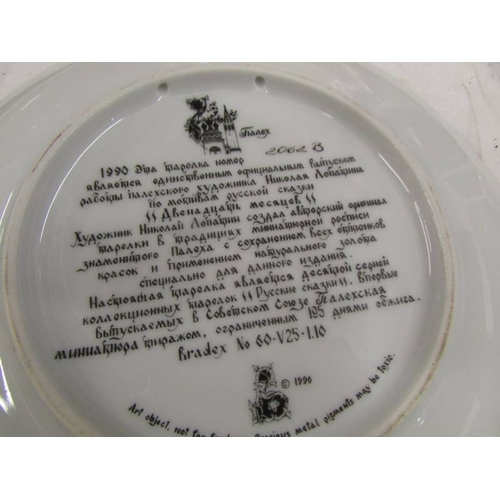 Палех
1990 Эта тарелка номер 2062 B
является единственным официальным выпуском
работы палехского художника Николая Лопатина
по мотивам русской сказки
"Двенадцать месяцев"
Художник Николай Лопатин создал авторский оригинал
тарелки в традициях миниатюрной росписи
знаменитого Палеха с сохранением всех оттенков
красок и применением натурального золота
специально для данного издания.
Настоятая тарелка является десятой серией
коллекционных тарелок "Русские сказки". Впервые
выпускаемых в Советском Союзе Палехская
миниатюра тиражом, ограниченным 195 днями обжига.
Bradex No 60-V25-1.10
© 1990
Art object, not for precious metal pigments may be toxic.